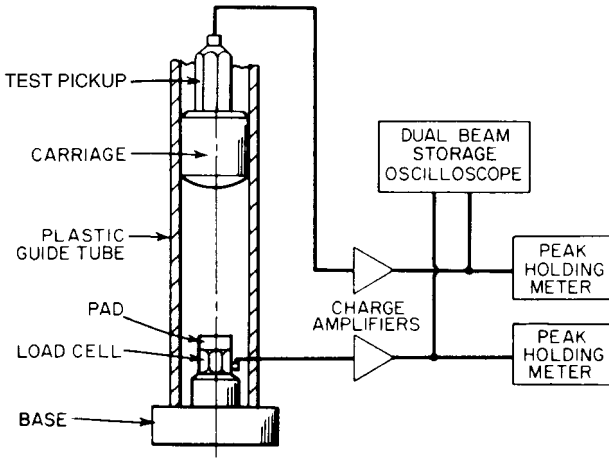 TEST PICKUP
CARRIAGE
PLASTIC
GUIDE TUBE
PAD
LOAD CELL
BASE
DUAL BEAM
STORAGE
OSCILLOSCOPE
CHARGE
AMPLIFIERS
PEAK
HOLDING
METER
PEAK
HOLDING
METER